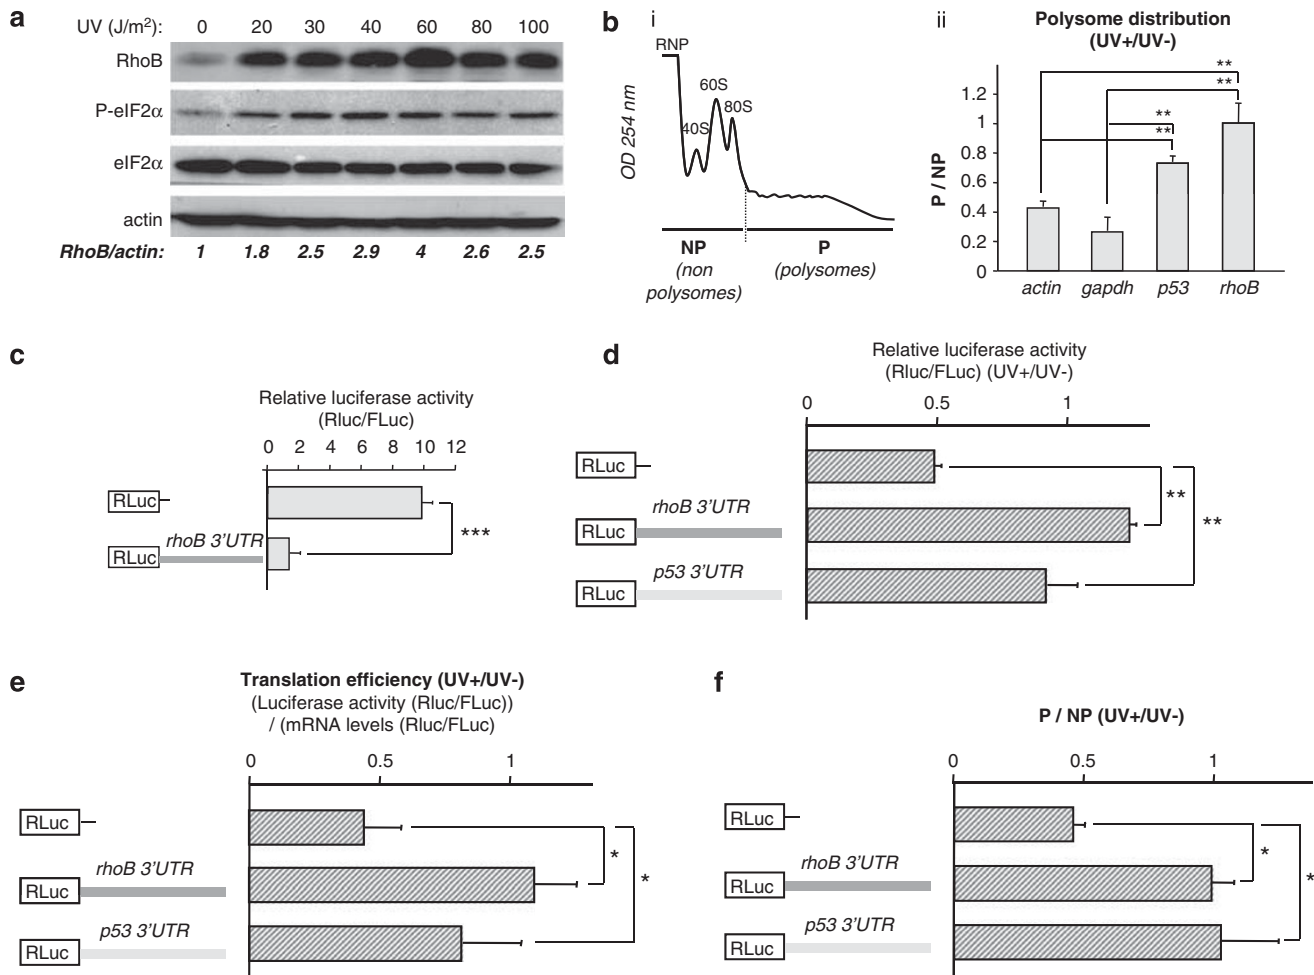 a
UV (J/m²): 0 20 30 40 60 80 100
RhoB
P-eIF2α
eIF2α
actin
RhoB/actin: 1 1.8 2.5 2.9 4 2.6 2.5
b
i
RNP
60S
80S
40S
OD 254 nm
NP
(non
polysomes)
P
(polysomes)
ii
Polysome distribution
(UV+/UV-)
**
**
**
**
P / NP
1.2
1
0.8
0.6
0.4
0.2
0
actin gapdh p53 rhoB
c
Relative luciferase activity
(Rluc/FLuc)
0 2 4 6 8 10 12
RLuc
rhoB 3'UTR
RLuc
***
d
Relative luciferase activity
(Rluc/FLuc) (UV+/UV-)
0 0.5 1
RLuc
rhoB 3'UTR
RLuc
p53 3'UTR
RLuc
**
**
e
Translation efficiency (UV+/UV-)
(Luciferase activity (Rluc/FLuc))
/ (mRNA levels (Rluc/FLuc)
0 0.5 1
RLuc
rhoB 3'UTR
RLuc
p53 3'UTR
RLuc
*
*
f
P / NP (UV+/UV-)
0 0.5 1
RLuc
rhoB 3'UTR
RLuc
p53 3'UTR
RLuc
*
*